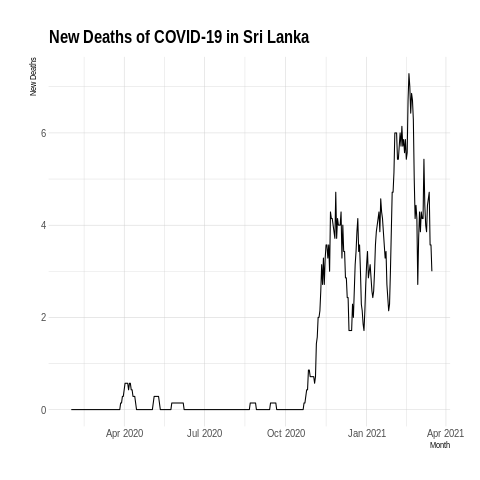 New Deaths of COVID-19 in Sri Lanka
New Deaths
6
4
2
0
Apr 2020 Jul 2020 Oct 2020 Jan 2021 Apr 2021
Month